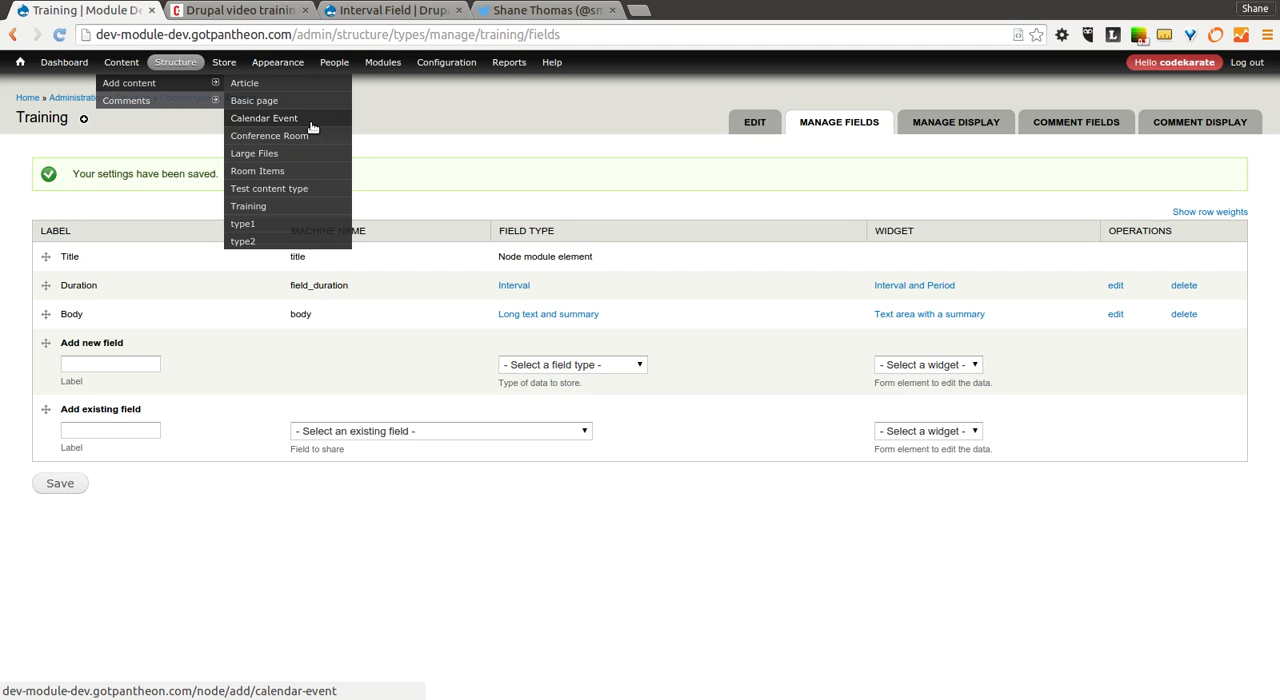 Training | Module De
Drupal video trainin
Interval Field | Drupa
Shane Thomas (@sm
Shane
dev-module-dev.gotpantheon.com/admin/structure/types/manage/training/fields
Dashboard Content Structure Store Appearance People Modules Configuration Reports Help
Hello codekarate Log out
Add content
Comments
Article
Basic page
Calendar Event
Conference Room
Large Files
Room Items
Test content type
Training
type1
type2
Home » Administrati
Training
EDIT MANAGE FIELDS MANAGE DISPLAY COMMENT FIELDS COMMENT DISPLAY
Your settings have been saved.
Show row weights
LABEL MACHINE NAME FIELD TYPE WIDGET OPERATIONS
Title title Node module element
Duration field_duration Interval Interval and Period edit delete
Body body Long text and summary Text area with a summary edit delete
Add new field
- Select a field type - - Select a widget -
Label Type of data to store. Form element to edit the data.
Add existing field
- Select an existing field - - Select a widget -
Label Field to share Form element to edit the data.
Save
dev-module-dev.gotpantheon.com/node/add/calendar-event